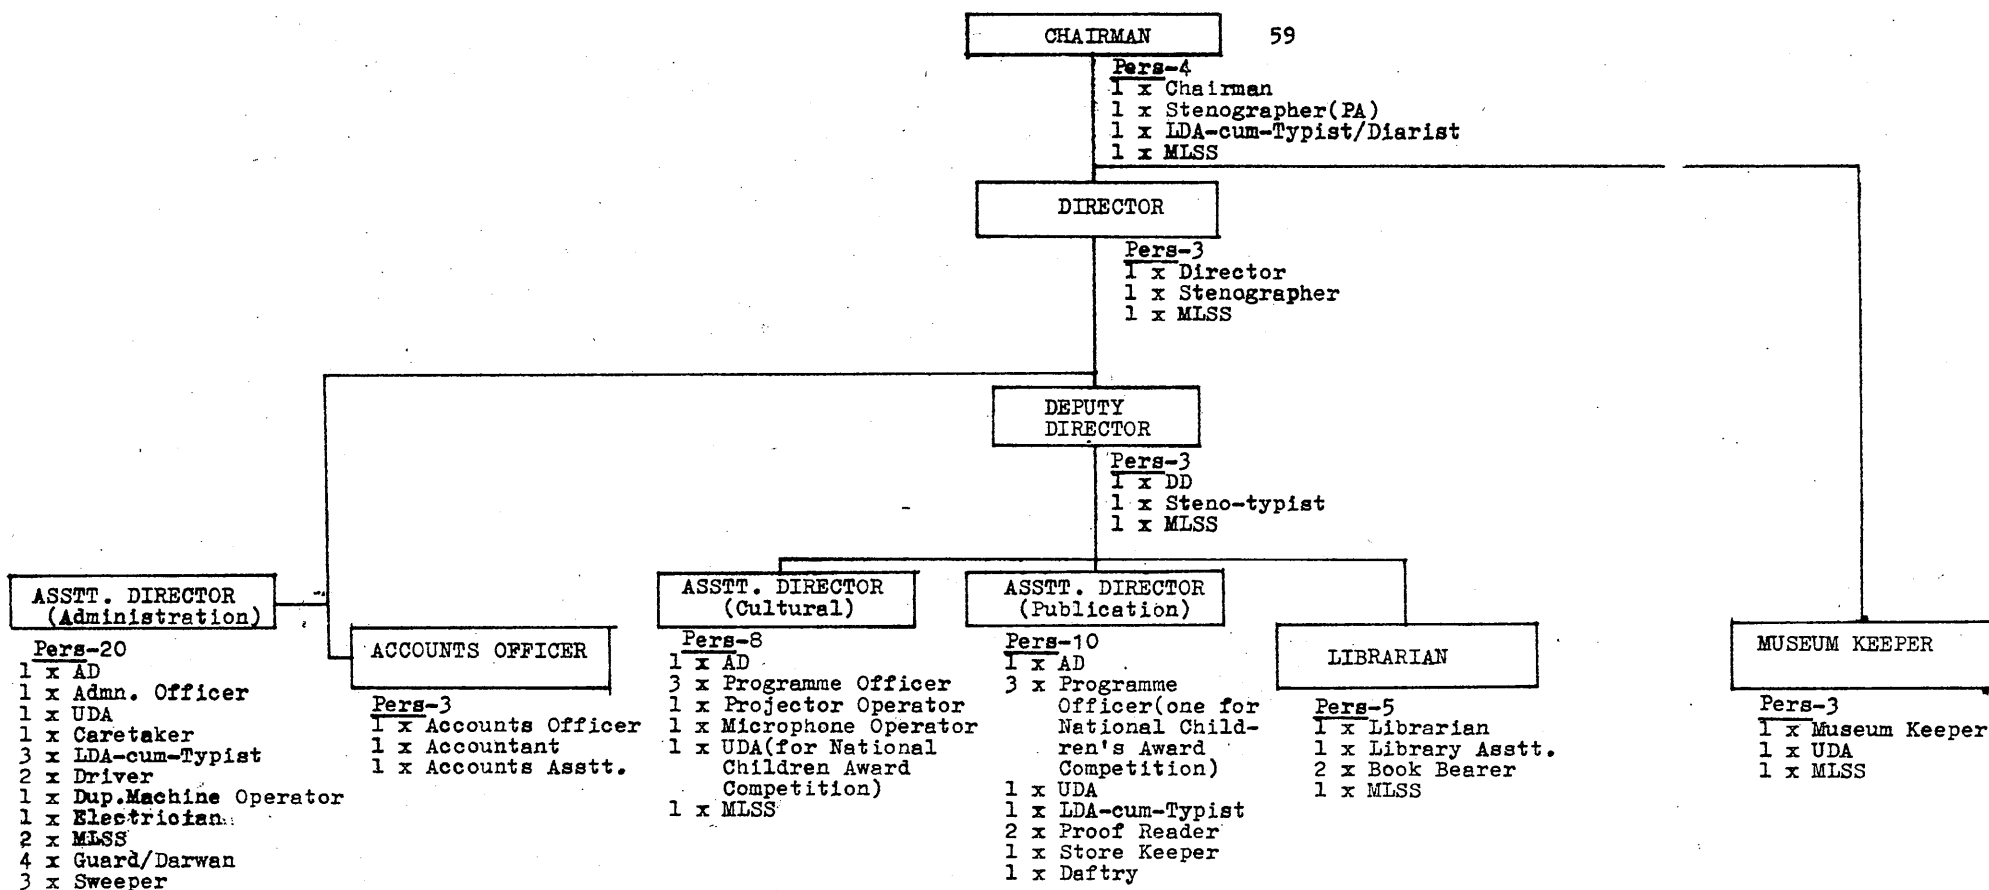 CHAIRMAN
59
Pers-4
1 x Chairman
1 x Stenographer(PA)
1 x LDA-cum-Typist/Diarist
1 x MLSS
DIRECTOR
Pers-3
1 x Director
1 x Stenographer
1 x MLSS
DEPUTY
DIRECTOR
Pers-3
1 x DD
1 x Steno-typist
1 x MLSS
ASSTT. DIRECTOR
(Administration)
Pers-20
1 x AD
1 x Admn. Officer
1 x UDA
1 x Caretaker
3 x LDA-cum-Typist
2 x Driver
1 x Dup.Machine Operator
1 x Electrician
2 x MLSS
4 x Guard/Darwan
3 x Sweeper
ACCOUNTS OFFICER
Pers-3
1 x Accounts Officer
1 x Accountant
1 x Accounts Asstt.
ASSTT. DIRECTOR
(Cultural)
Pers-8
1 x AD
3 x Programme Officer
1 x Projector Operator
1 x Microphone Operator
1 x UDA(for National
Children Award
Competition)
1 x MLSS
ASSTT. DIRECTOR
(Publication)
Pers-10
1 x AD
3 x Programme
Officer(one for
National Child-
ren's Award
Competition)
1 x UDA
1 x LDA-cum-Typist
2 x Proof Reader
1 x Store Keeper
1 x Daftry
LIBRARIAN
Pers-5
1 x Librarian
1 x Library Asstt.
2 x Book Bearer
1 x MLSS
MUSEUM KEEPER
Pers-3
1 x Museum Keeper
1 x UDA
1 x MLSS